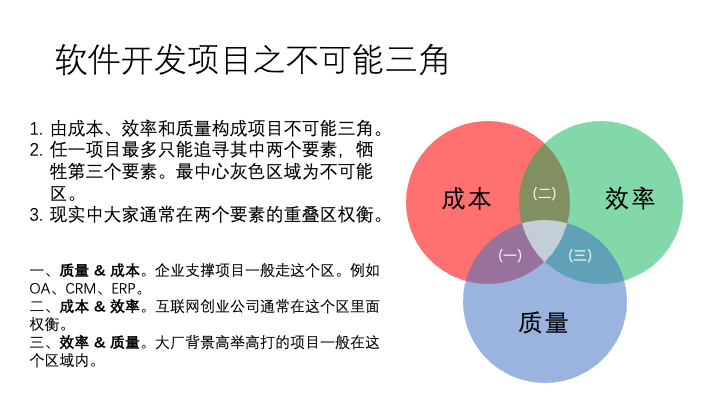 软件开发项目之不可能三角
1. 由成本、效率和质量构成项目不可能三角。
2. 任一项目最多只能追寻其中两个要素，牺
牲第三个要素。最中心灰色区域为不可能
区。
3. 现实中大家通常在两个要素的重叠区权衡。
一、质量 & 成本。企业支撑项目一般走这个区。例如
OA、CRM、ERP。
二、成本 & 效率。互联网创业公司通常在这个区里面
权衡。
三、效率 & 质量。大厂背景高举高打的项目一般在这
个区域内。
成本
（二）
效率
（一）
（三）
质量